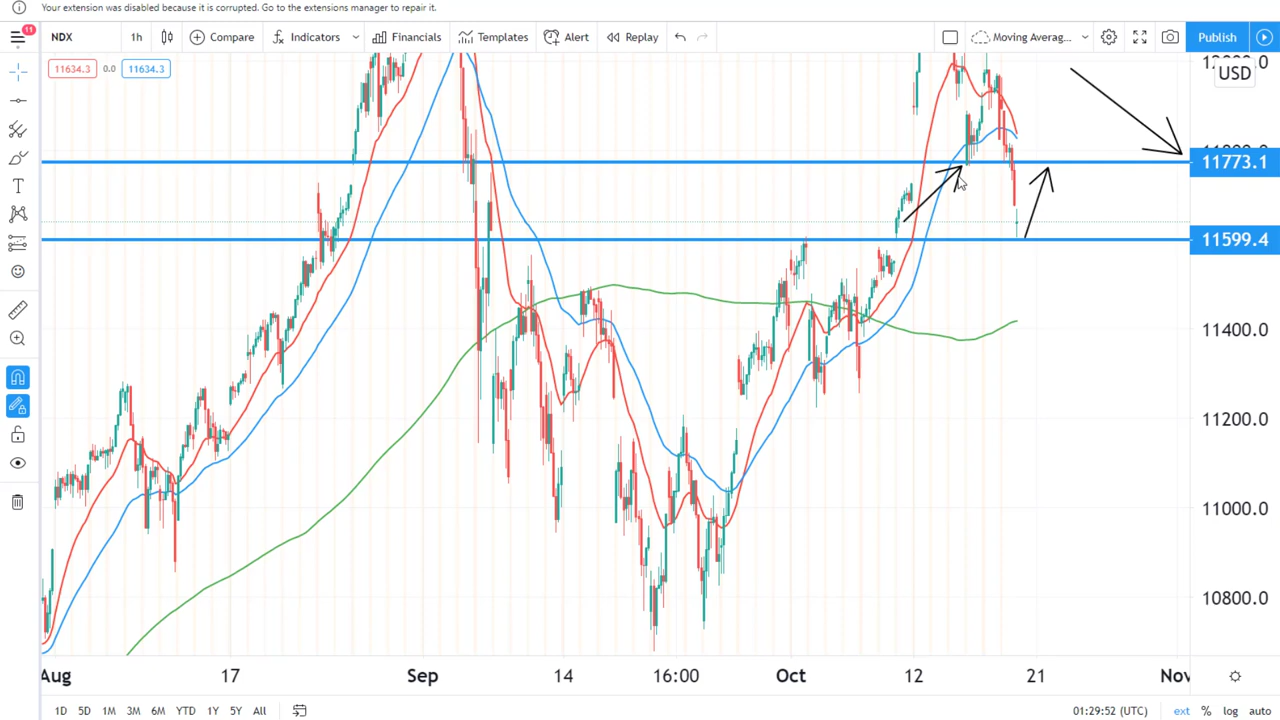 Your extension was disabled because it is corrupted. Go to the extensions manager to repair it.
11
NDX
1h
Compare
Indicators
Financials
Templates
Alert
Replay
Moving Averag...
Publish
11634.3
0.0
11634.3
USD
11773.1
11599.4
11400.0
11200.0
11000.0
10800.0
Aug
17
Sep
14
16:00
Oct
12
21
Nov
1D
5D
1M
3M
6M
YTD
1Y
5Y
All
01:29:52 (UTC)
ext
%
log
auto